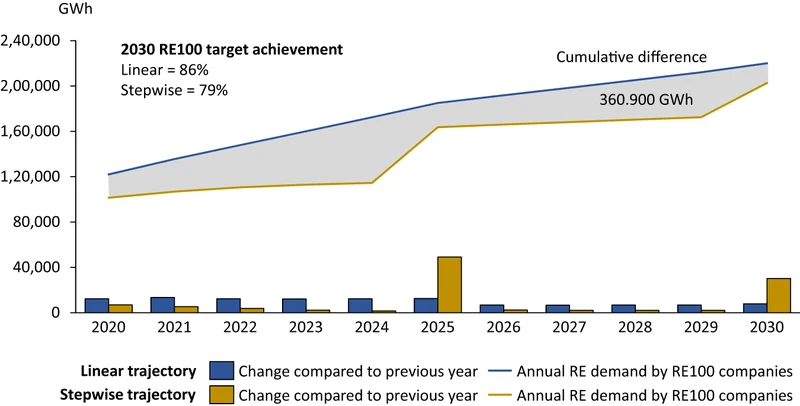 GWh
2,40,000
2,00,000
1,60,000
1,20,000
80,000
40,000
0
2030 RE100 target achievement
Linear = 86%
Stepwise = 79%
Cumulative difference
360.900 GWh
2020 2021 2022 2023 2024 2025 2026 2027 2028 2029 2030
Linear trajectory Change compared to previous year Annual RE demand by RE100 companies
Stepwise trajectory Change compared to previous year Annual RE demand by RE100 companies